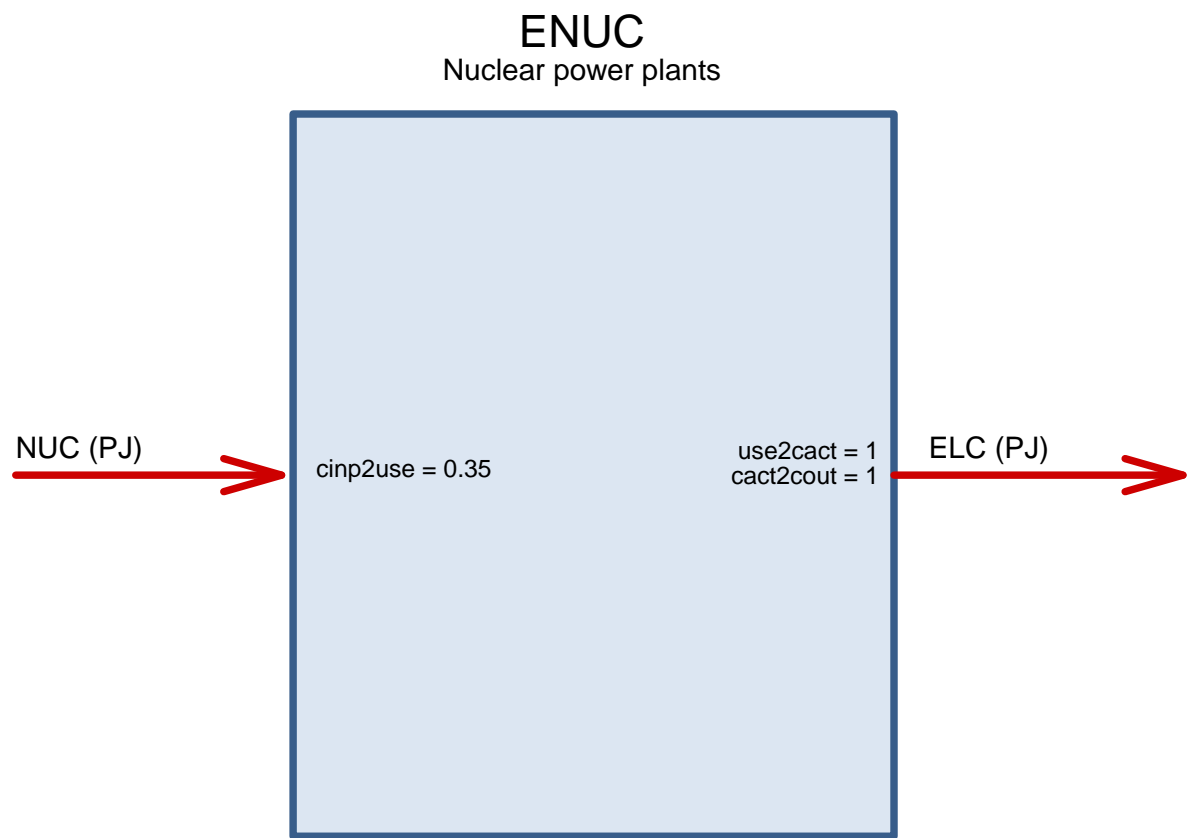 ENUC
Nuclear power plants
NUC (PJ)
cinp2use = 0.35
use2cact = 1
cact2cout = 1
ELC (PJ)